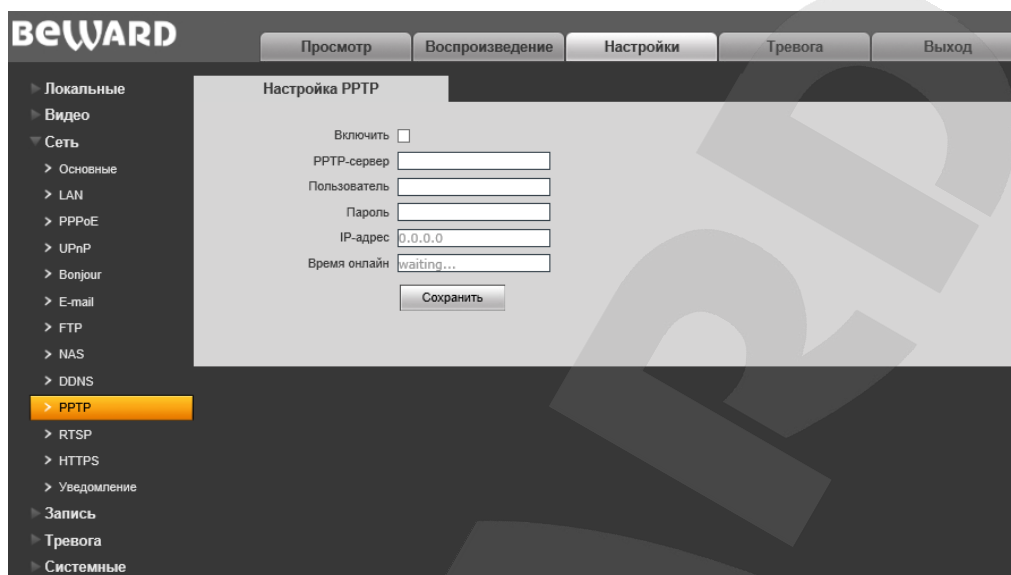 BEWARD
Просмотр
Воспроизведение
Настройки
Тревога
Выход
Локальные
Видео
Сеть
Основные
LAN
PPPoE
UPnP
Bonjour
E-mail
FTP
NAS
DDNS
PPTP
RTSP
HTTPS
Уведомление
Запись
Тревога
Системные
Настройка PPTP
Включить
PPTP-сервер
Пользователь
Пароль
IP-адрес 0.0.0.0
Время онлайн waiting...
Сохранить